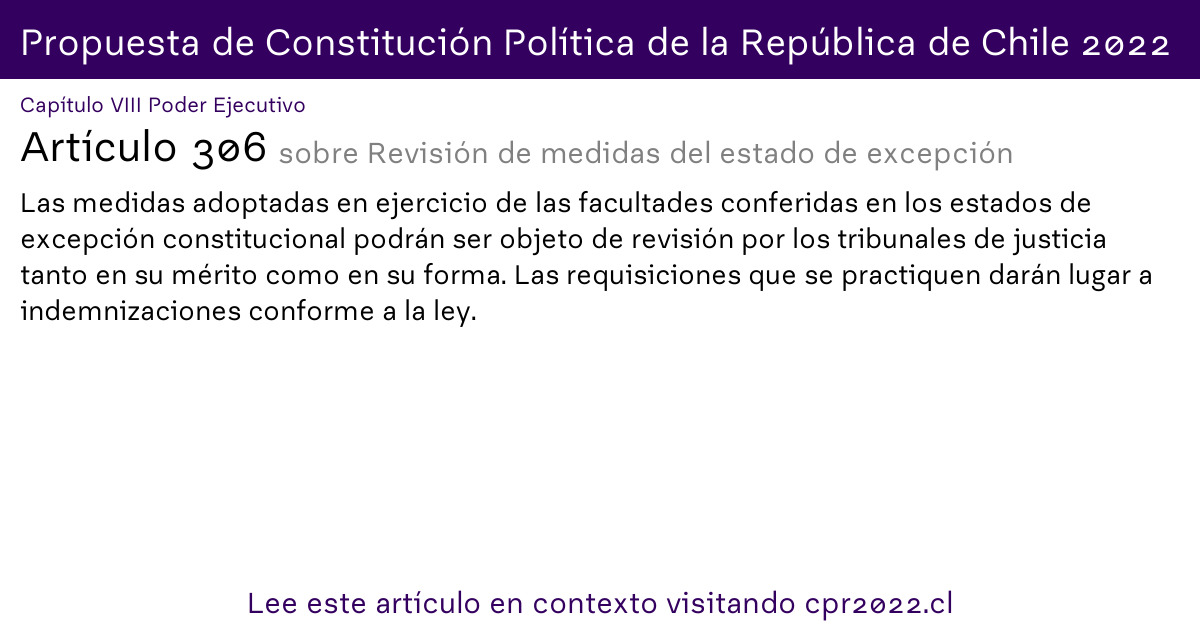 Propuesta de Constitución Política de la República de Chile 2022
Capítulo VIII Poder Ejecutivo
Artículo 306 sobre Revisión de medidas del estado de excepción
Las medidas adoptadas en ejercicio de las facultades conferidas en los estados de
excepción constitucional podrán ser objeto de revisión por los tribunales de justicia
tanto en su mérito como en su forma. Las requisiciones que se practiquen darán lugar a
indemnizaciones conforme a la ley.
Lee este artículo en contexto visitando cpr2022.cl